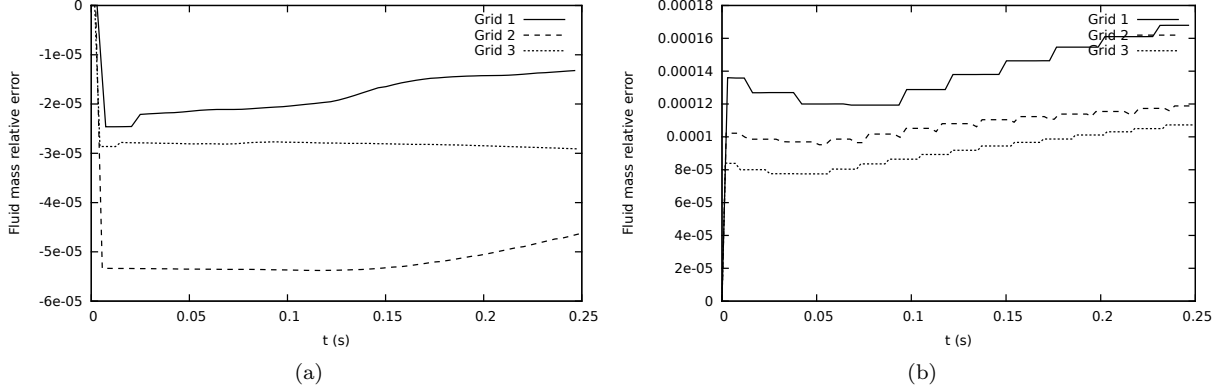 0
-1e-05
-2e-05
-3e-05
-4e-05
-5e-05
-6e-05
0
0.05
0.1
0.15
0.2
0.25
Fluid mass relative error
t (s)
Grid 1
Grid 2
Grid 3
(a)
0.00018
0.00016
0.00014
0.00012
0.0001
8e-05
6e-05
4e-05
2e-05
0
0
0.05
0.1
0.15
0.2
0.25
Fluid mass relative error
t (s)
Grid 1
Grid 2
Grid 3
(b)